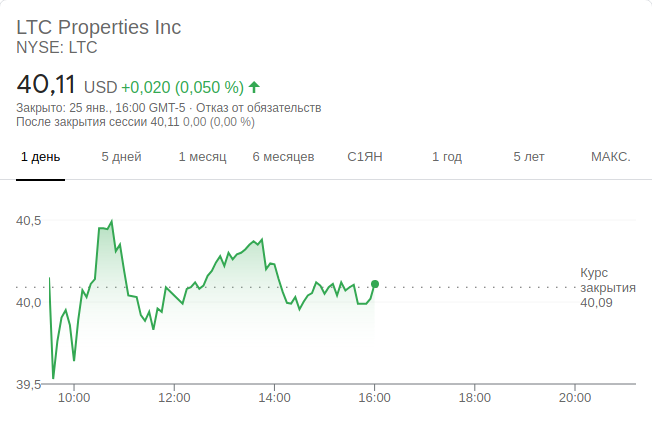 LTC Properties Inc
NYSE: LTC
40,11 USD +0,020 (0,050 %)
Закрыто: 25 янв., 16:00 GMT-5 · Отказ от обязательств
После закрытия сессии 40,11 0,00 (0,00 %)
1 день 5 дней 1 месяц 6 месяцев С1ЯН 1 год 5 лет МАКС.
40,5
Курс
закрытия
40,0
40,09
39,5
10:00 12:00 14:00 16:00 18:00 20:00